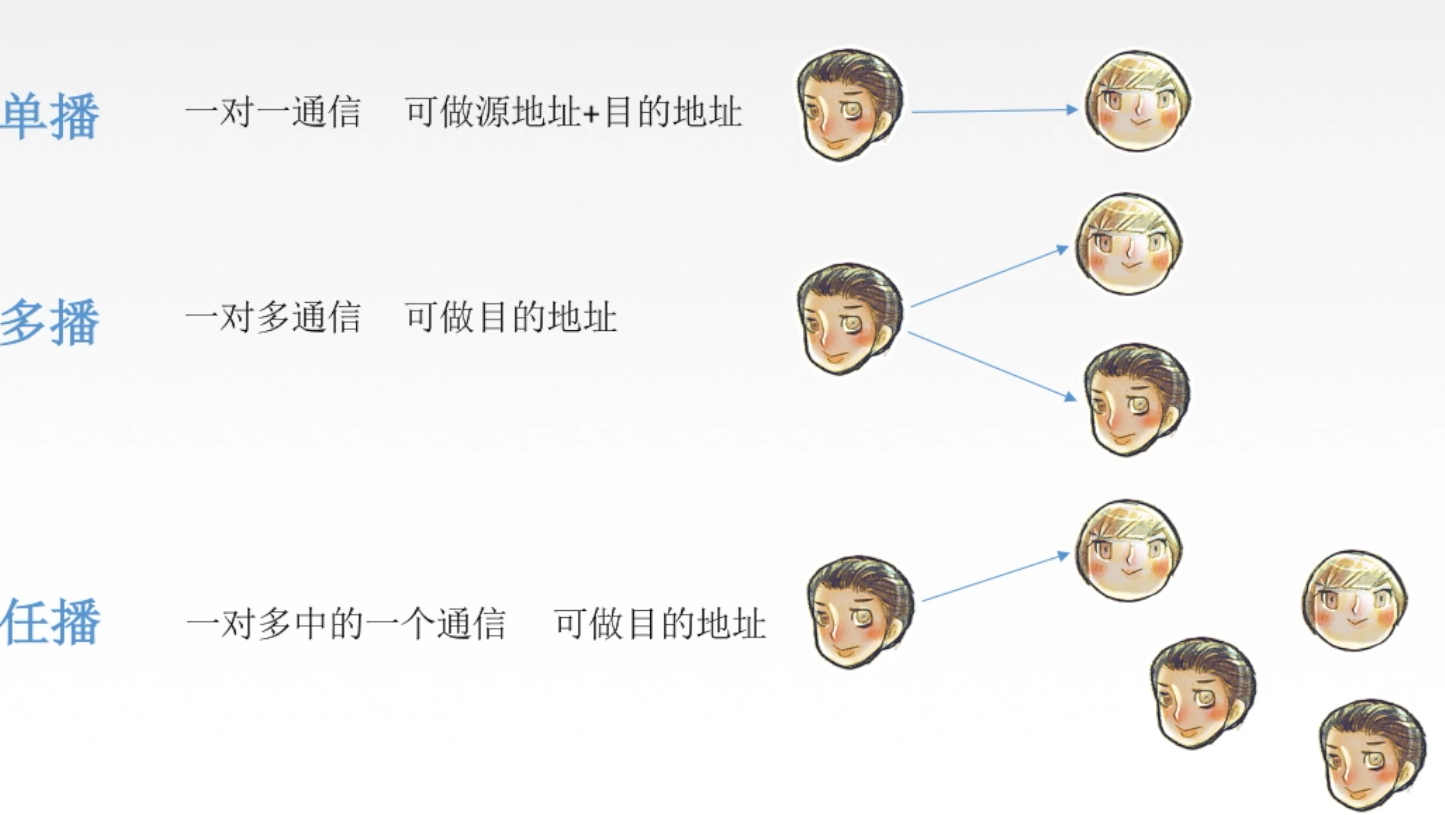 单播 一对一通信 可做源地址+目的地址
多播 一对多通信 可做目的地址
任播 一对多中的一个通信 可做目的地址